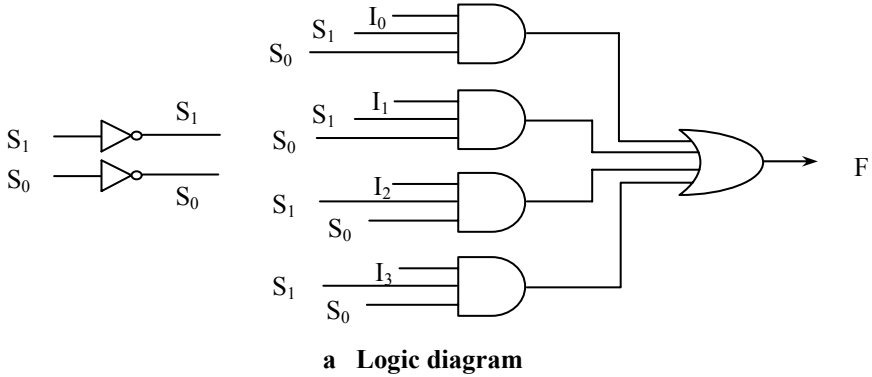 I₀
S₁
S₀
S₁
S₁
I₁
S₁
S₀
S₀
S₀
F
I₂
S₁
S₀
I₃
S₁
S₀
a Logic diagram